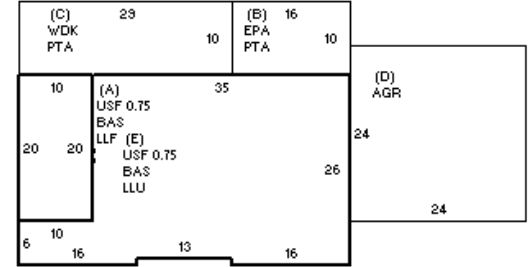 (C) 29 (B) 16
WDK EPA
PTA 10 PTA 10
10 (A) 35 (D)
USF 0.75 AGR
BAS
LLF (E) 24
20 20 USF 0.75
BAS 26
LLU
24
6 10
16 13 16